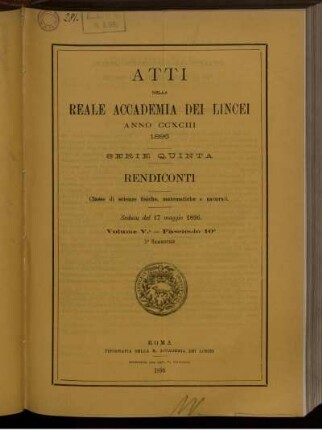 ATTI
DELLA
REALE ACCADEMIA DEI LINCEI
ANNO CCXCIII
1896
SERIE QUINTA
RENDICONTI
Classe di scienze fisiche, matematiche e naturali.
Seduta del 17 maggio 1896.
Volume V.° — Fascicolo 10°
1° SEMESTRE
ROMA
TIPOGRAFIA DELLA R. ACCADEMIA DEI LINCEI
1896